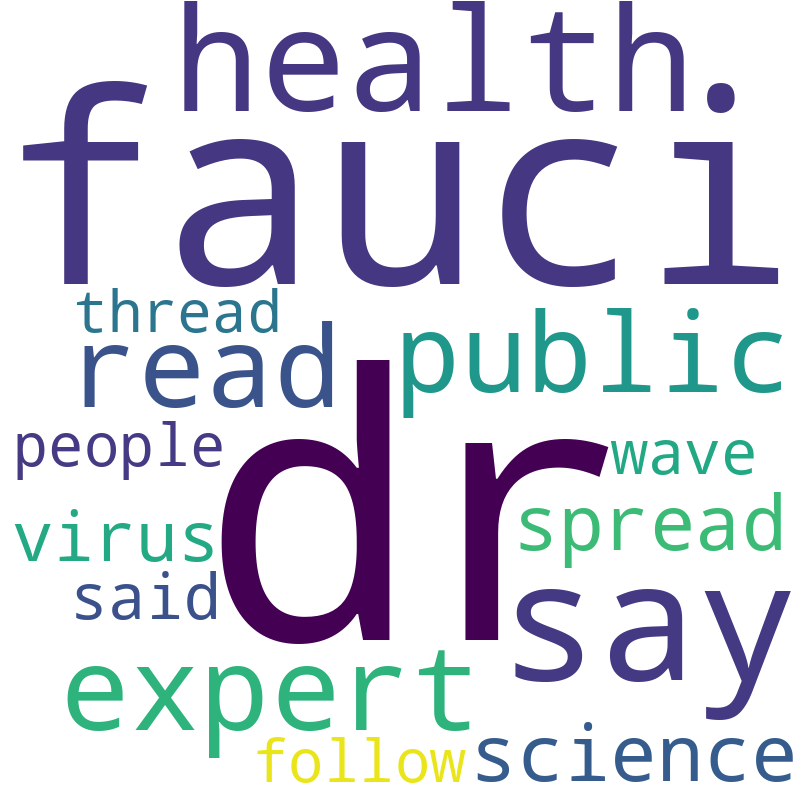 health
fauci
thread
read
public
people
dr
wave
virus
spread
said
say
expert
follow
science